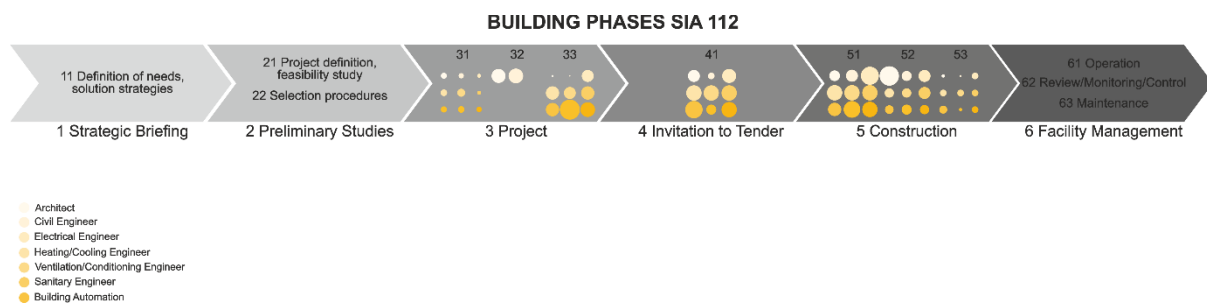 BUILDING PHASES SIA 112
11 Definition of needs,
solution strategies
21 Project definition,
feasibility study
22 Selection procedures
31 32 33
41
51 52 53
61 Operation
62 Review/Monitoring/Control
63 Maintenance
1 Strategic Briefing
2 Preliminary Studies
3 Project
4 Invitation to Tender
5 Construction
6 Facility Management
Architect
Civil Engineer
Electrical Engineer
Heating/Cooling Engineer
Ventilation/Conditioning Engineer
Sanitary Engineer
Building Automation